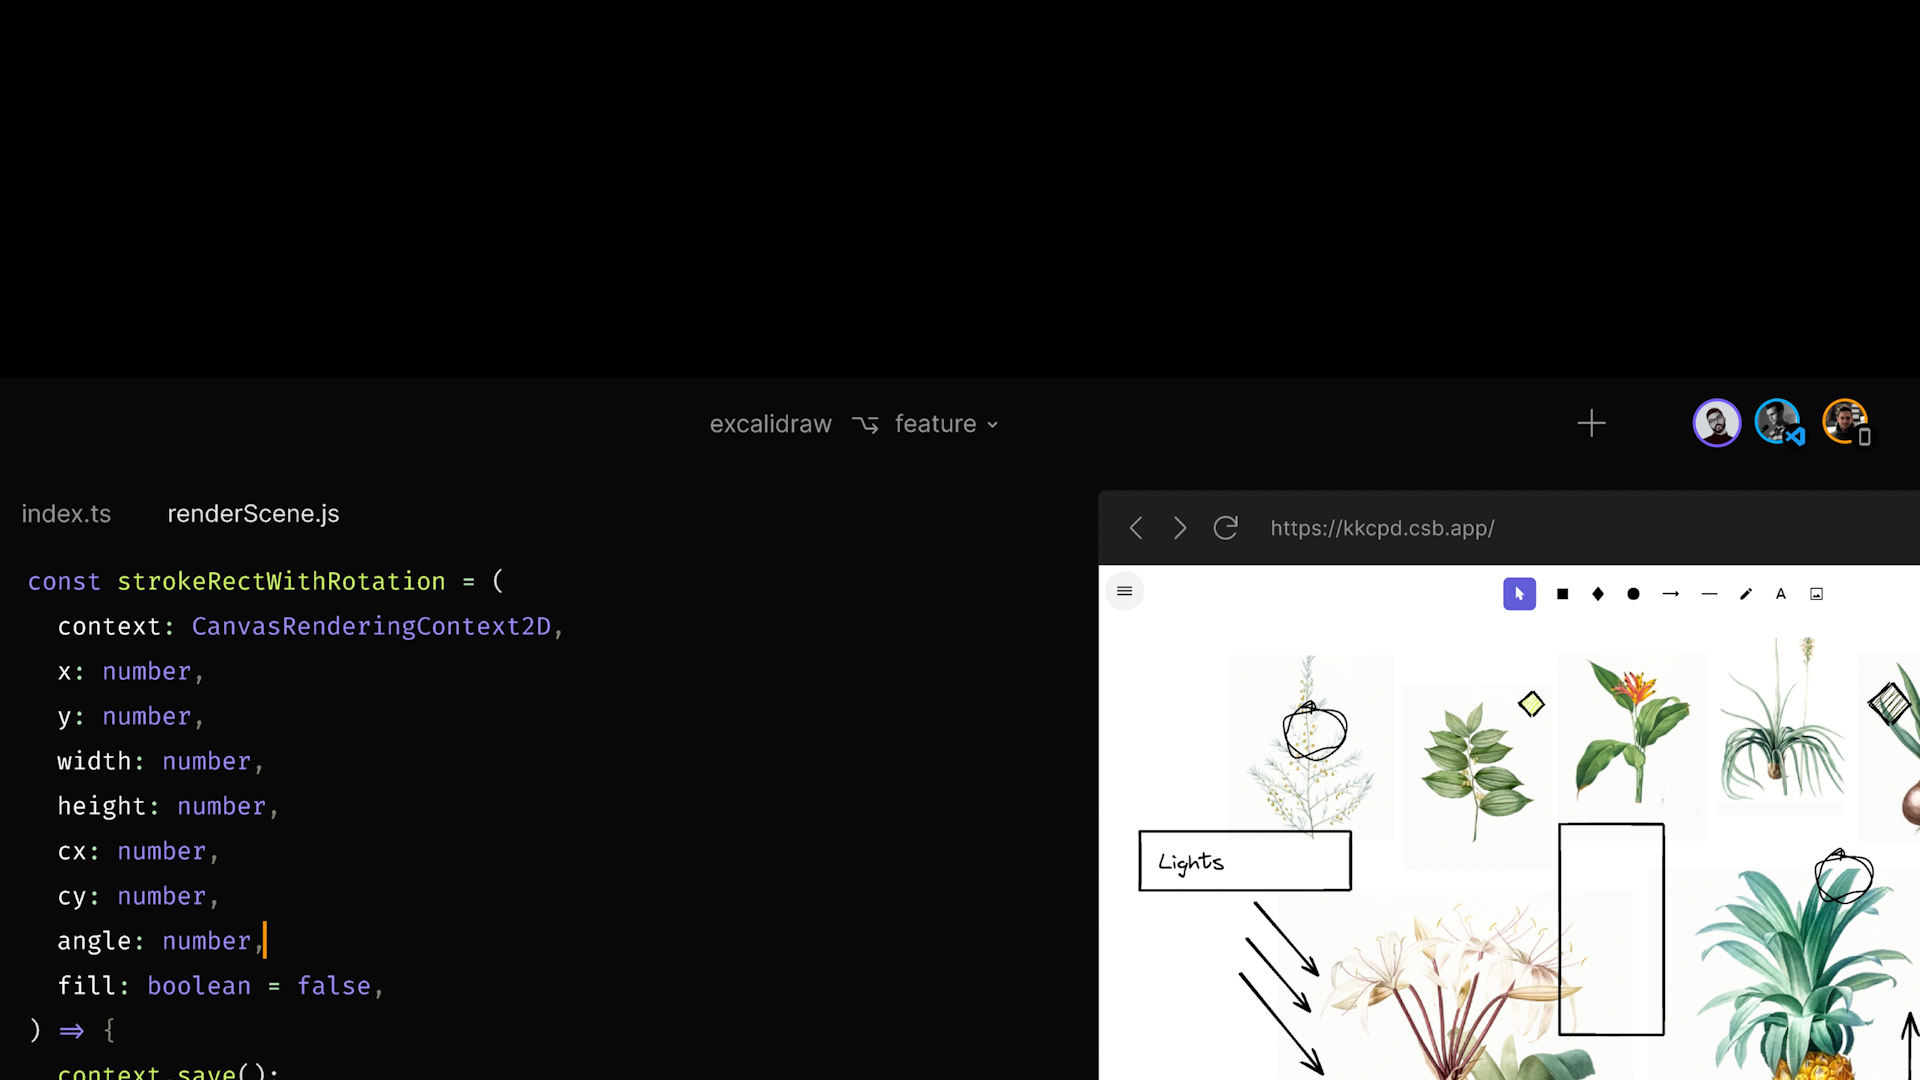 excalidraw feature
index.ts renderScene.js
https://kkcpd.csb.app/
const strokeRectWithRotation = (
context: CanvasRenderingContext2D,
x: number,
y: number,
width: number,
height: number,
cx: number,
cy: number,
angle: number,
fill: boolean = false,
) => {
context.save();
A
Lights